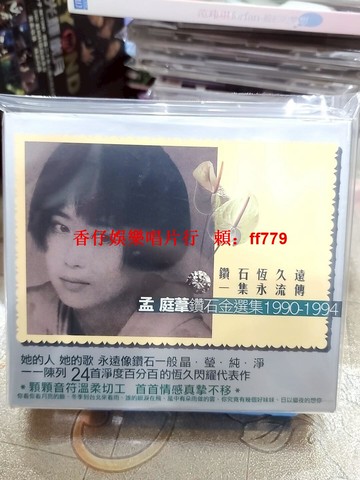 香仔娛樂唱片行 賴：ff779
鑽石恆久遠
一集永流傳
孟庭葦鑽石金選集1990-1994
她的人 她的歌 永遠像鑽石一般晶・瑩・純・淨
一一陳列 24首淨度百分百的恆久閃耀代表作
*顆顆音符溫柔切工 首首情感真摯不移*